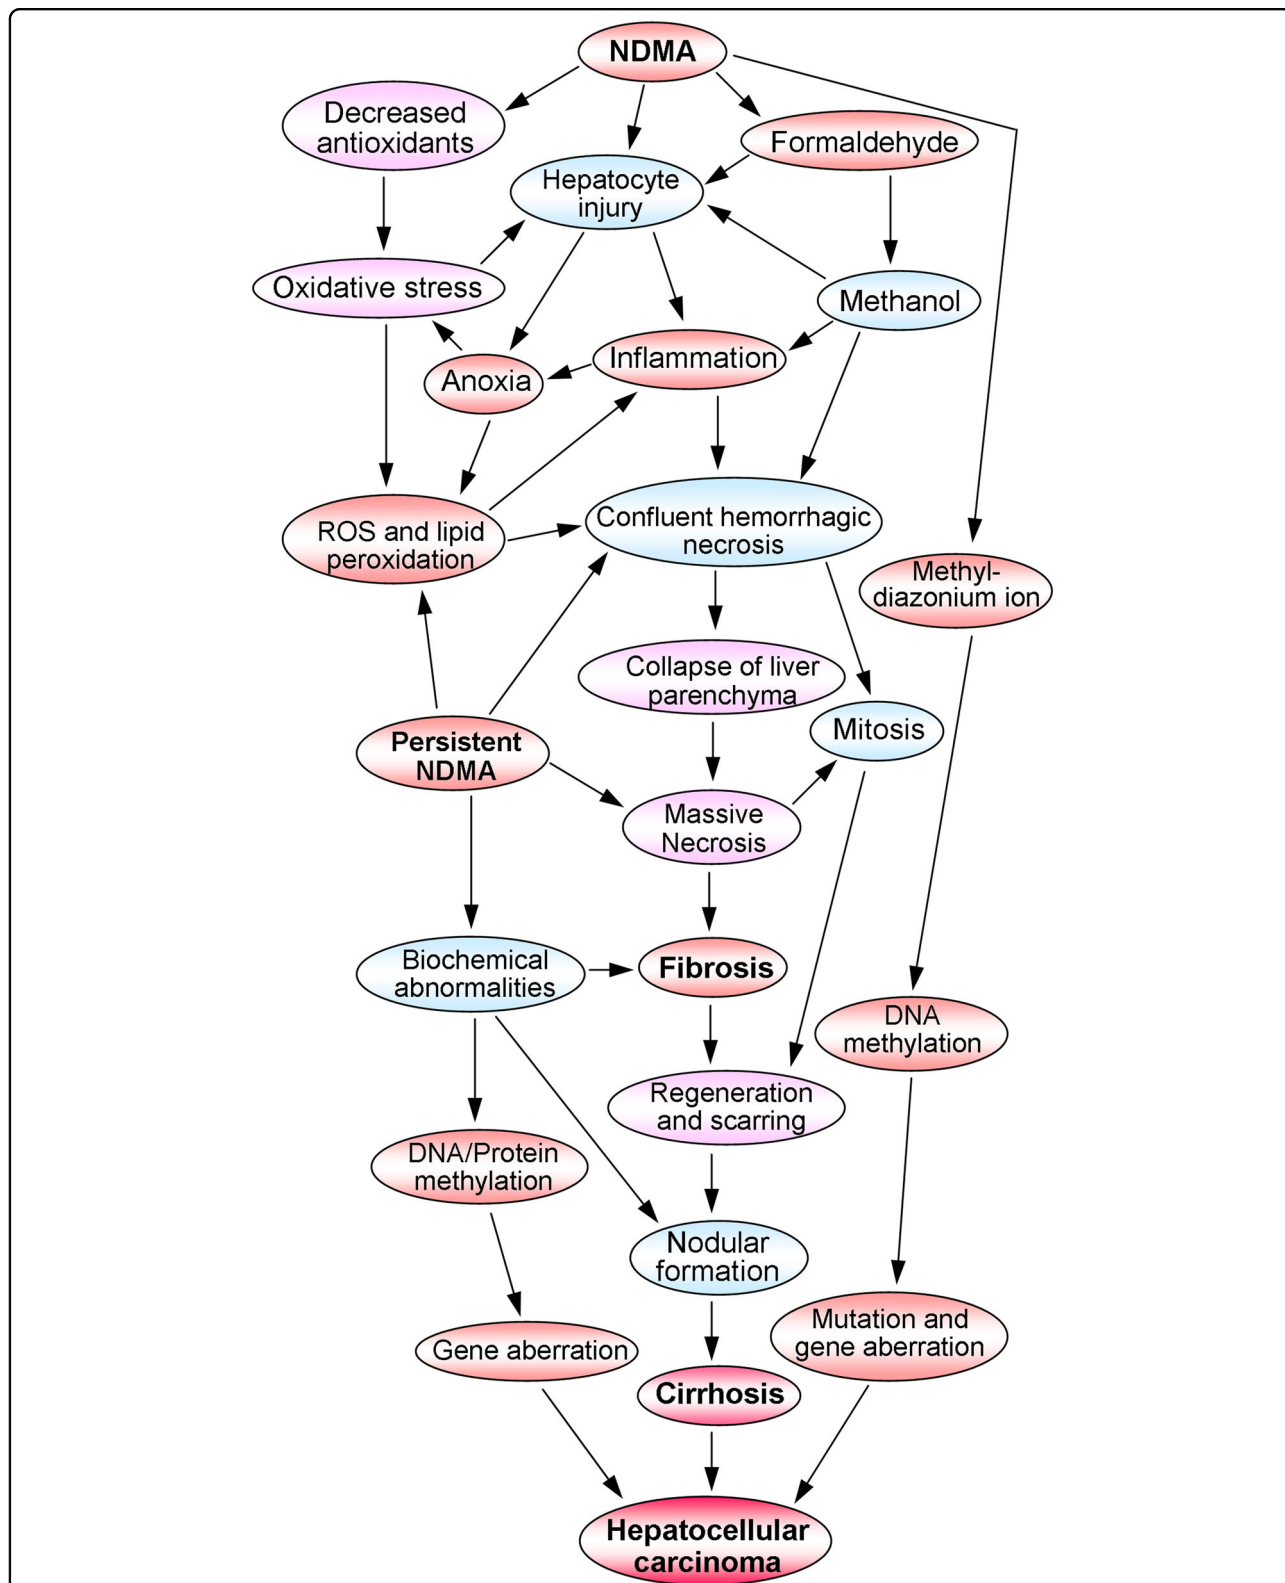 NDMA
Decreased
antioxidants
Formaldehyde
Hepatocyte
injury
Oxidative stress
Methanol
Inflammation
Anoxia
ROS and lipid
peroxidation
Confluent hemorrhagic
necrosis
Methyl-
diazonium ion
Collapse of liver
parenchyma
Persistent
NDMA
Mitosis
Massive
Necrosis
Biochemical
abnormalities
Fibrosis
DNA
methylation
Regeneration
and scarring
DNA/Protein
methylation
Nodular
formation
Mutation and
gene aberration
Gene aberration
Cirrhosis
Hepatocellular
carcinoma